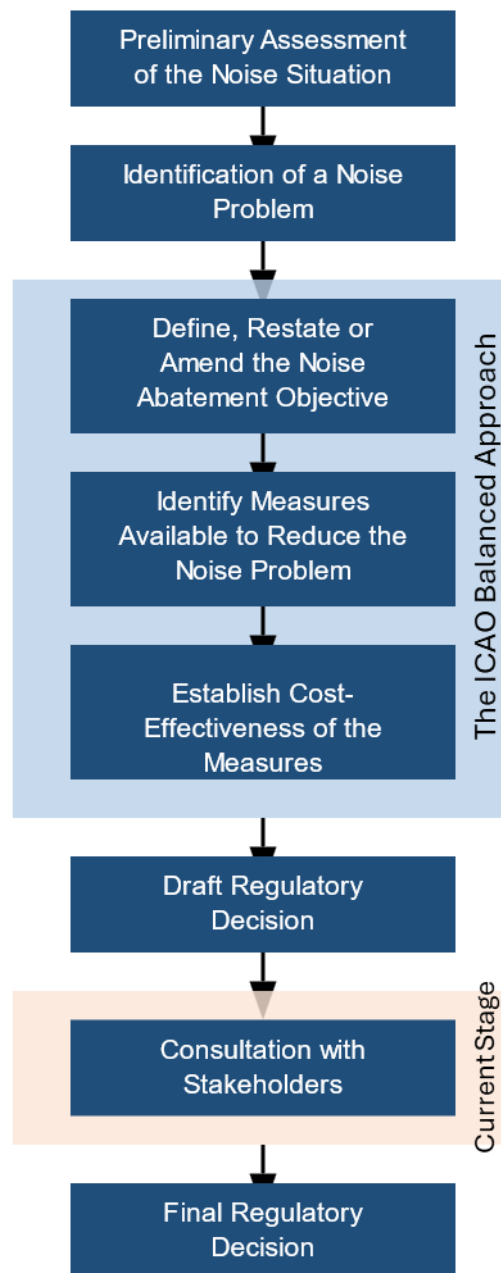 Preliminary Assessment
of the Noise Situation
Identification of a Noise
Problem
Define, Restate or
Amend the Noise
Abatement Objective
Identify Measures
Available to Reduce the
Noise Problem
Establish Cost-
Effectiveness of the
Measures
The ICAO Balanced Approach
Draft Regulatory
Decision
Consultation with
Stakeholders
Current Stage
Final Regulatory
Decision